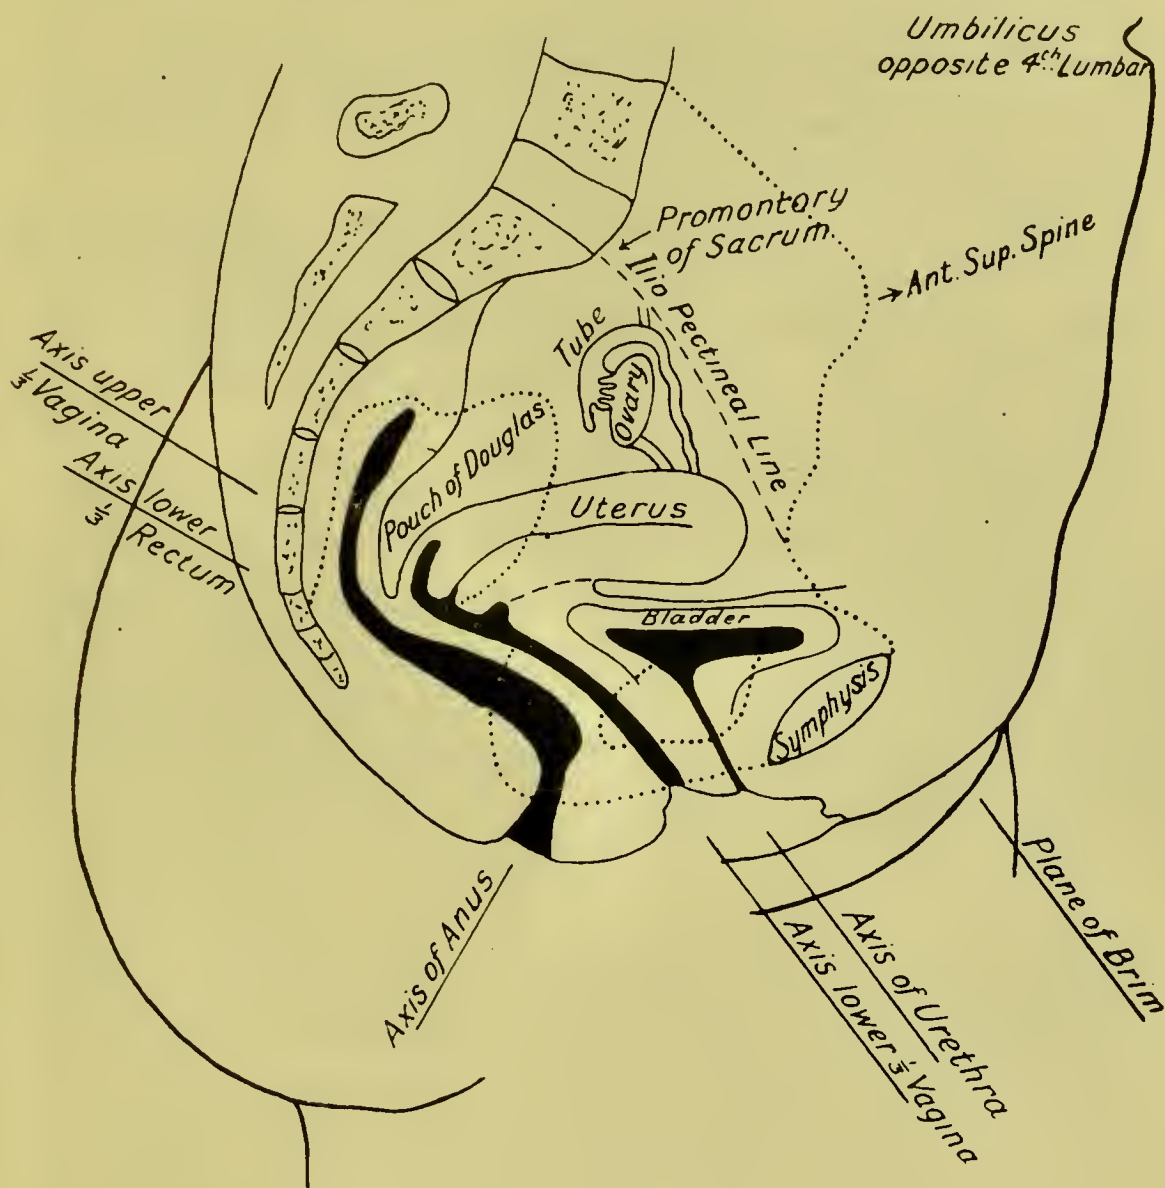 Umbilicus
opposite 4th Lumbar
Promontory
of Sacrum.
Ilio Pectineal Line
Ant. Sup. Spine
Tube
Ovary
Axis upper
⅓ Vagina
Axis lower
⅓ Rectum
Pouch of Douglas
Uterus
Bladder
Symphysis
Axis of Anus
Plane of Brim
Axis of Urethra
Axis lower ⅓ Vagina